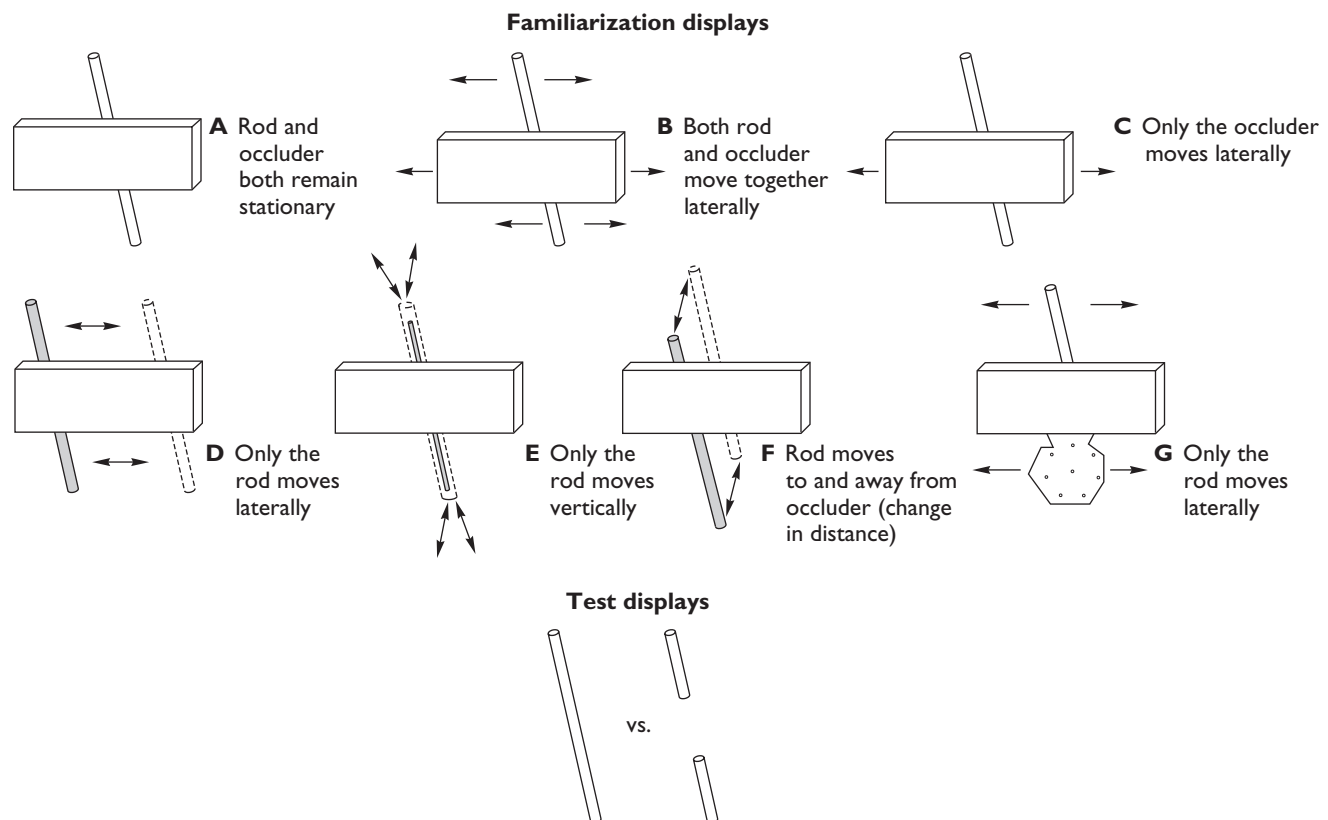 Familiarization displays
A Rod and
occluder
both remain
stationary
B Both rod
and occluder
move together
laterally
C Only the occluder
moves laterally
D Only the
rod moves
laterally
E Only the
rod moves
vertically
F Rod moves
to and away from
occluder (change
in distance)
G Only the
rod moves
laterally
Test displays
vs.